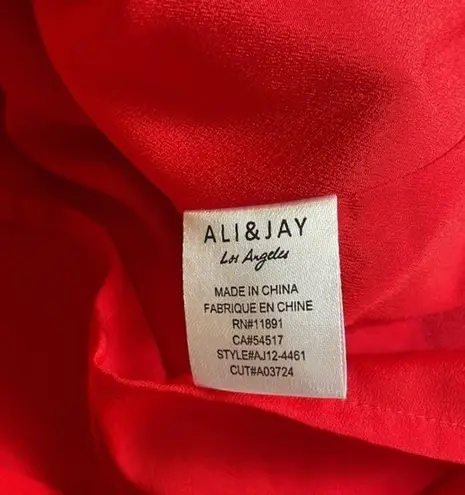 ALI&JAY
Los Angeles
MADE IN CHINA
FABRIQUE EN CHINE
RN#11891
CA#54517
STYLE#AJ12-4461
CUT#A03724